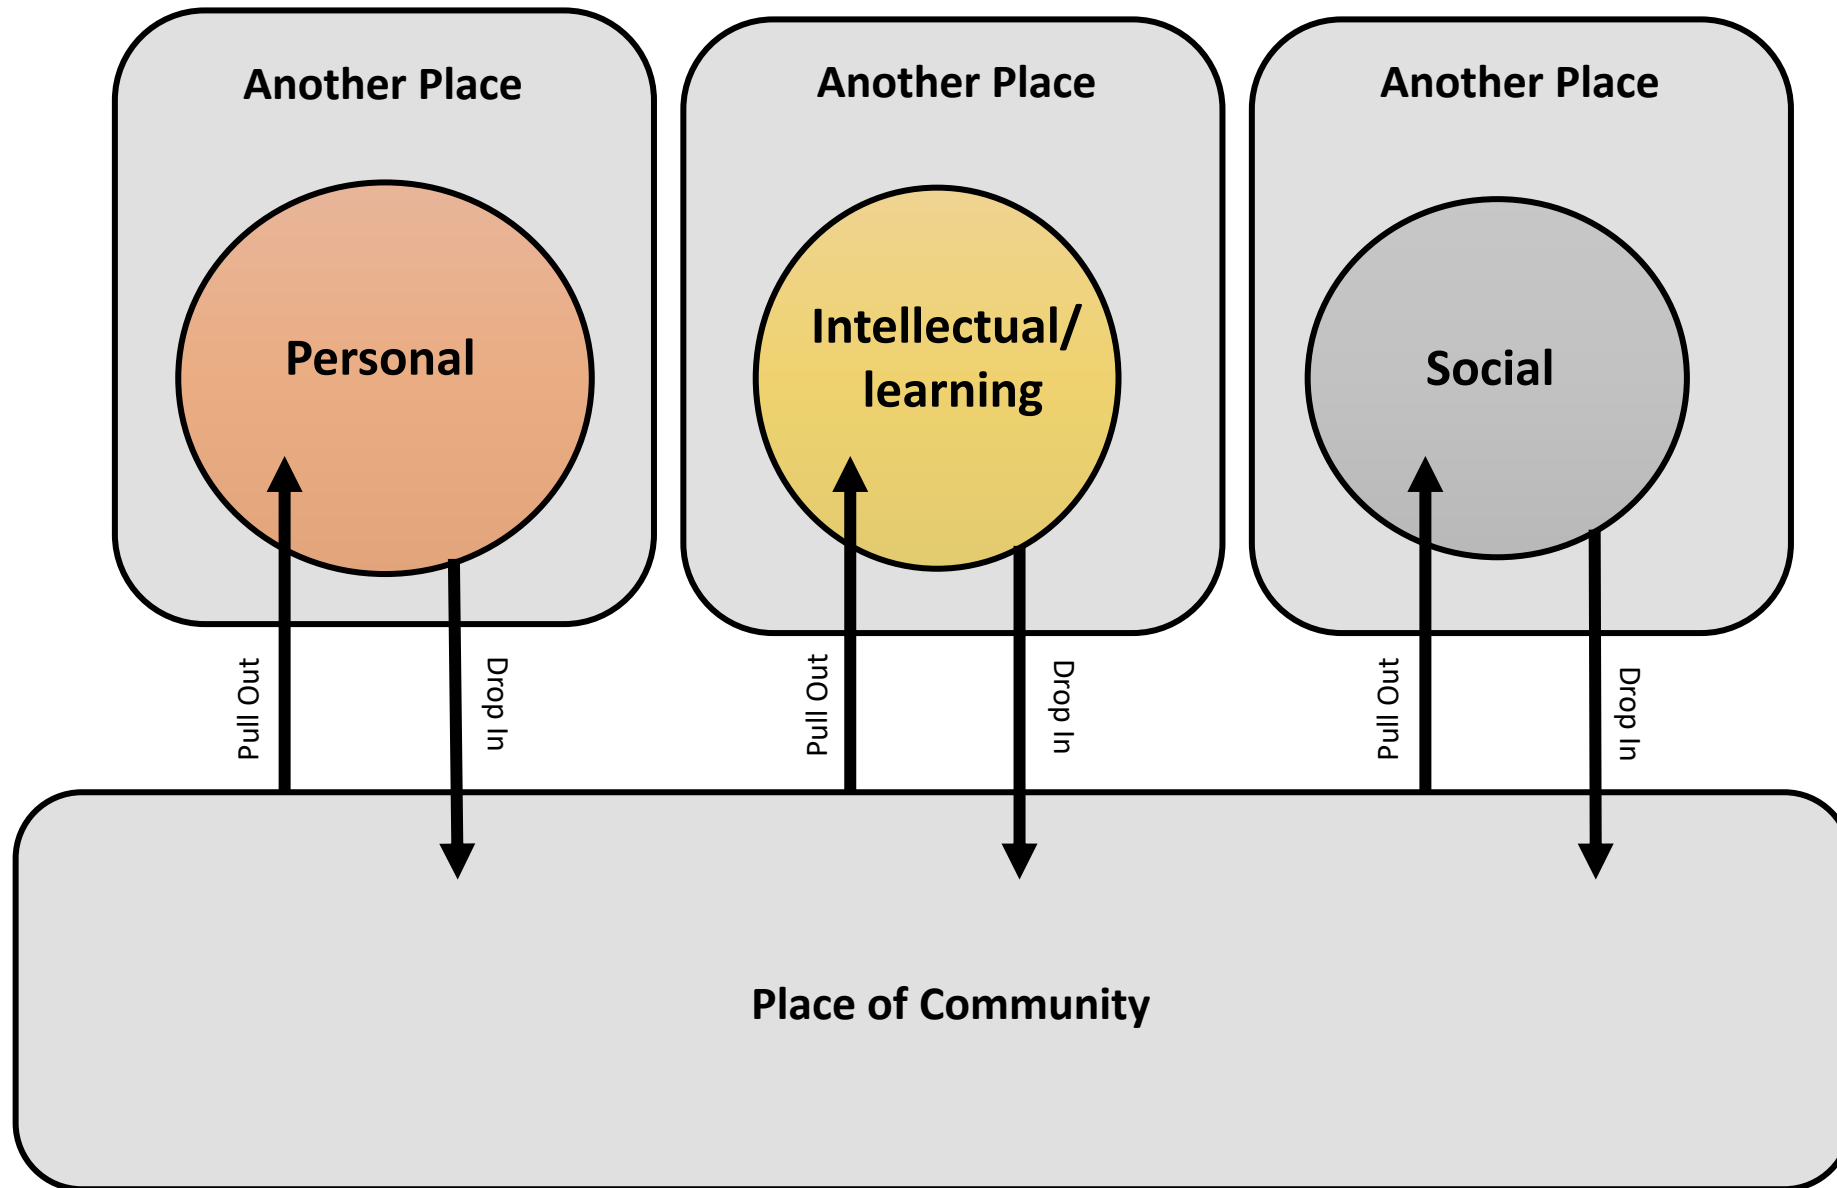 Another Place
Another Place
Another Place
Personal
Intellectual/
learning
Social
Pull Out
Drop In
Pull Out
Drop In
Pull Out
Drop In
Place of Community